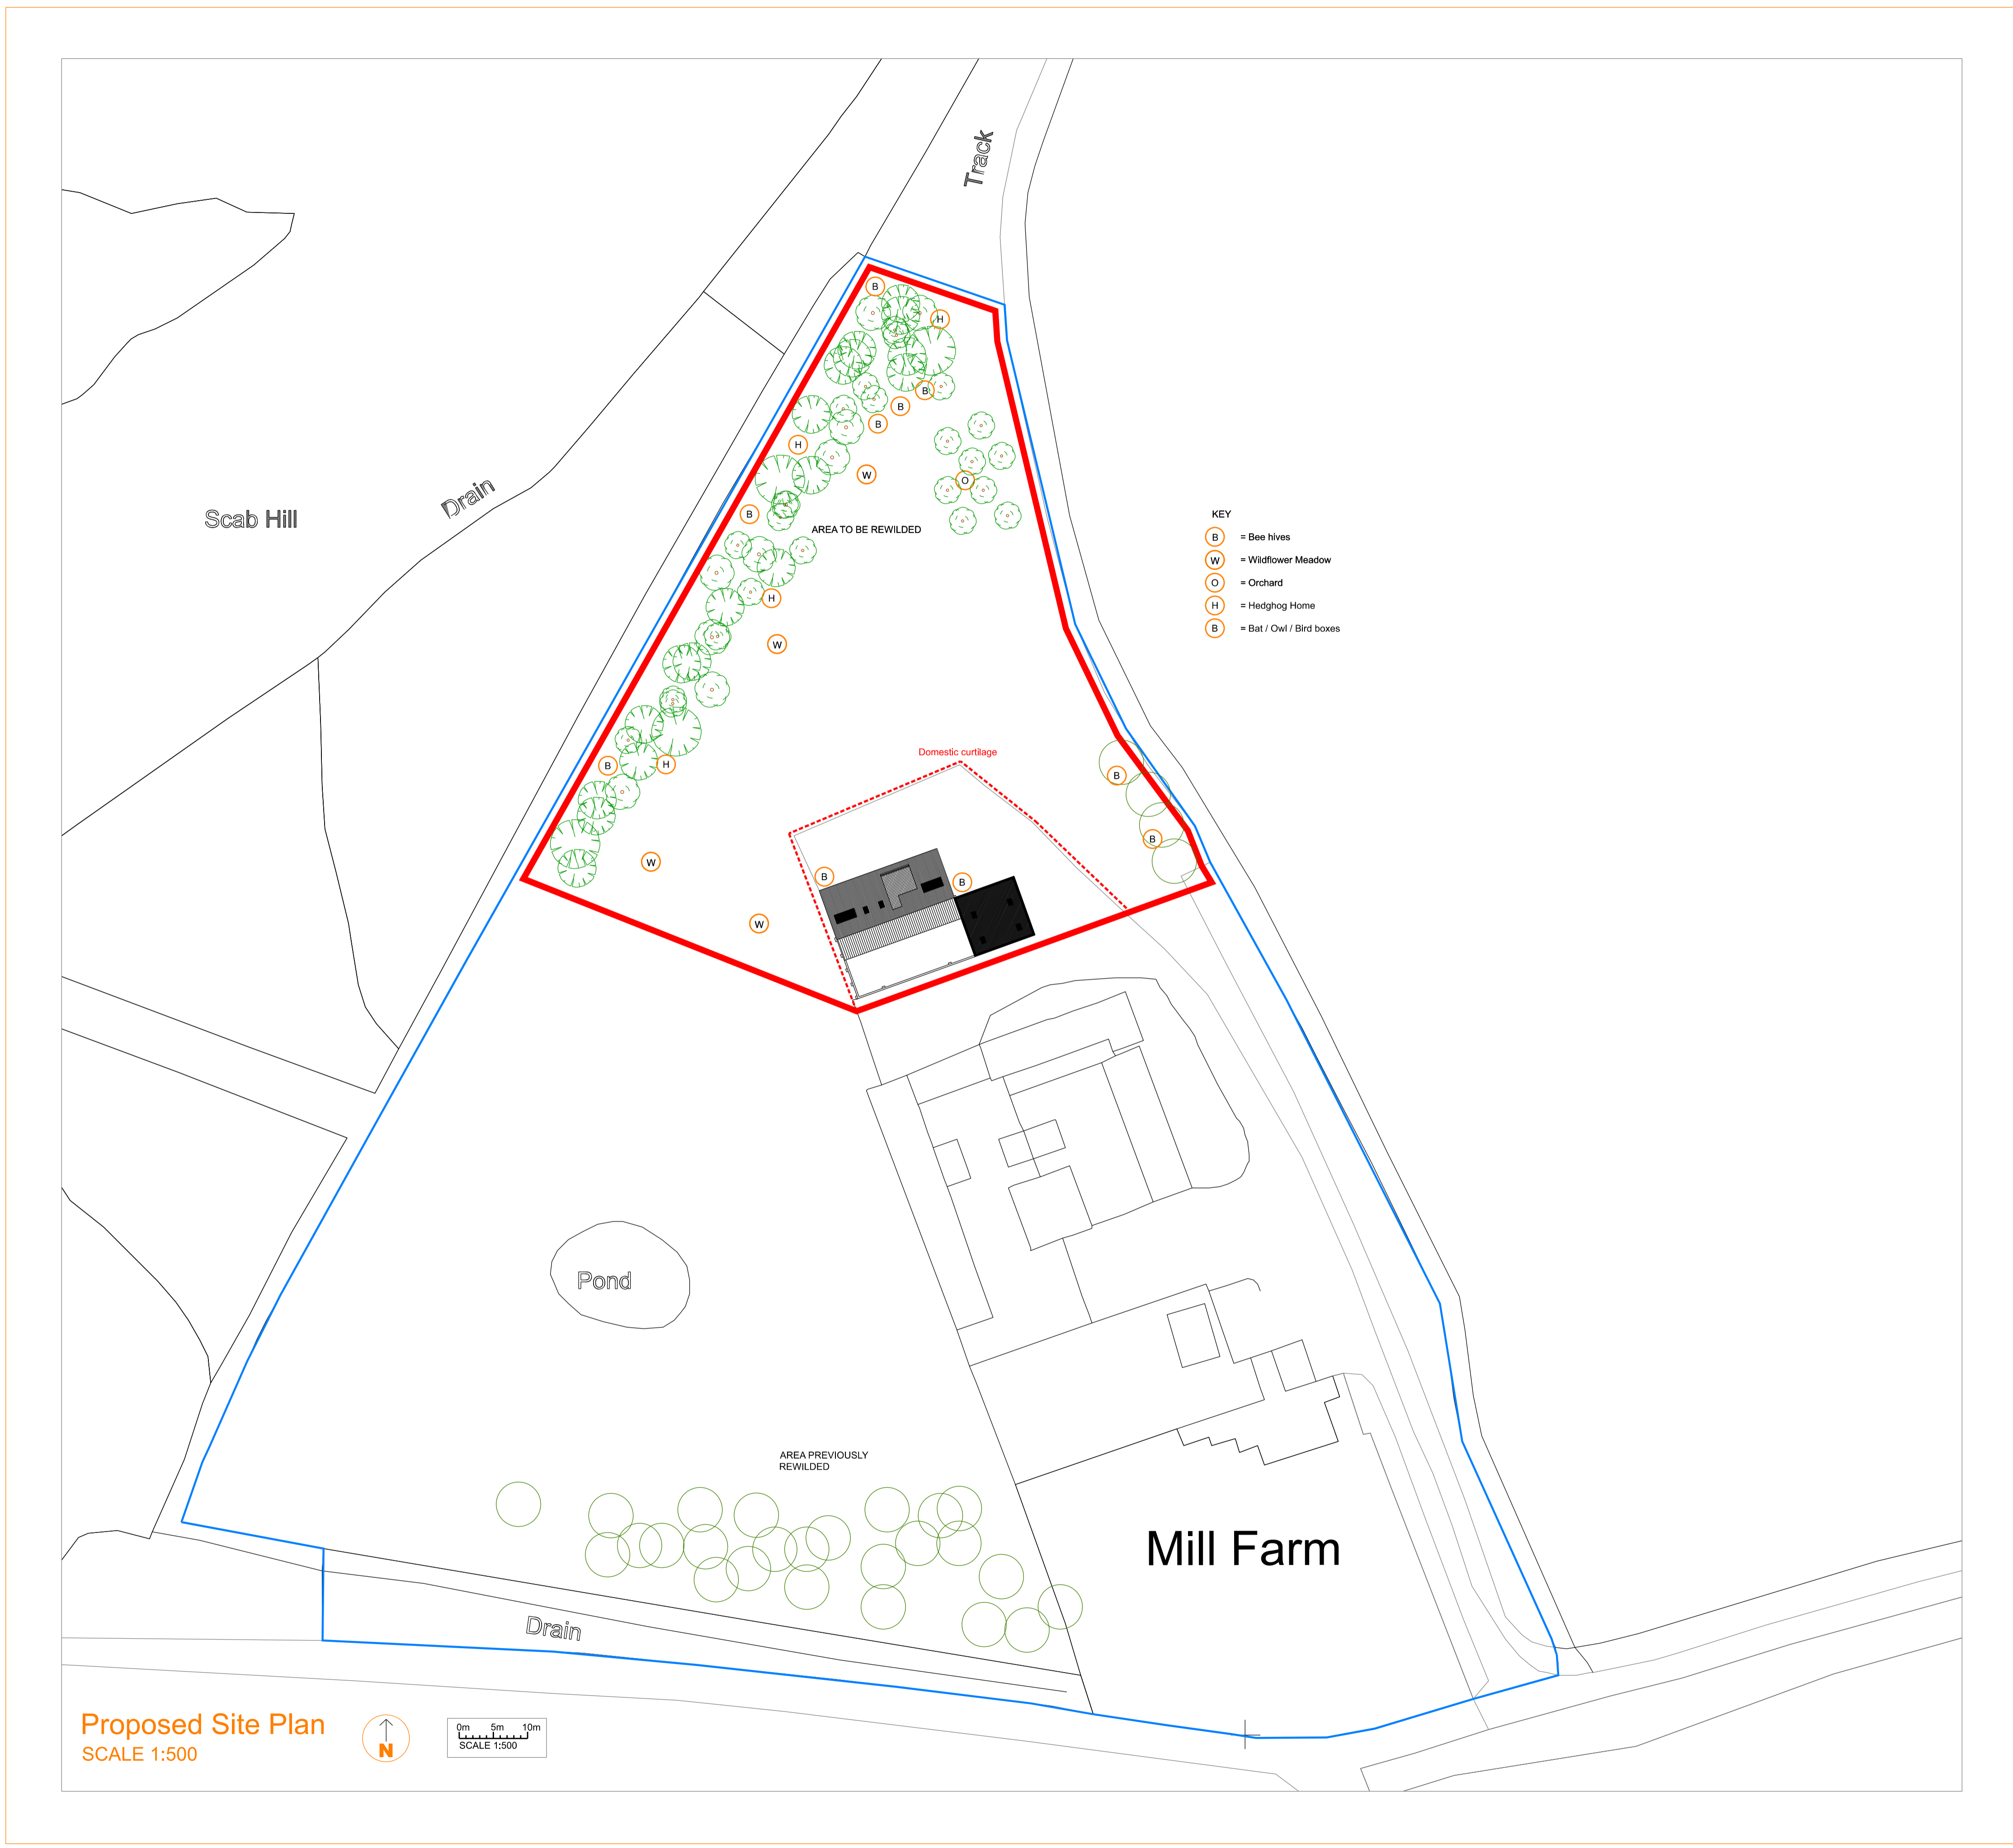 Track
B
H
B
B
B
H
W
O
B
Drain
Scab Hill
AREA TO BE REWILDED
KEY
B = Bee hives
W = Wildflower Meadow
O = Orchard
H = Hedghog Home
B = Bat / Owl / Bird boxes
H
W
Domestic curtilage
B
H
B
B
W
B
B
W
Pond
AREA PREVIOUSLY
REWILDED
Mill Farm
Drain
Proposed Site Plan
SCALE 1:500
N
0m 5m 10m
SCALE 1:500